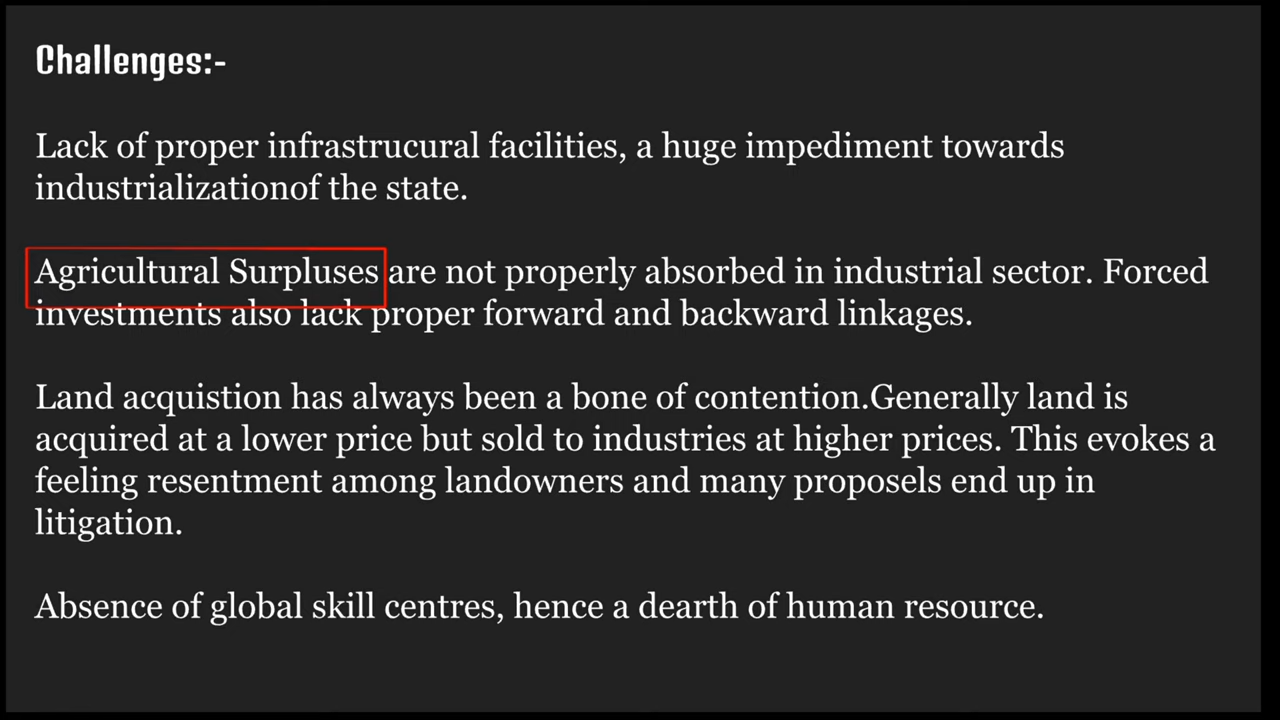 Challenges:-
Lack of proper infrastrucural facilities, a huge impediment towards
industrializationof the state.
Agricultural Surpluses are not properly absorbed in industrial sector. Forced
investments also lack proper forward and backward linkages.
Land acquistion has always been a bone of contention.Generally land is
acquired at a lower price but sold to industries at higher prices. This evokes a
feeling resentment among landowners and many proposels end up in
litigation.
Absence of global skill centres, hence a dearth of human resource.